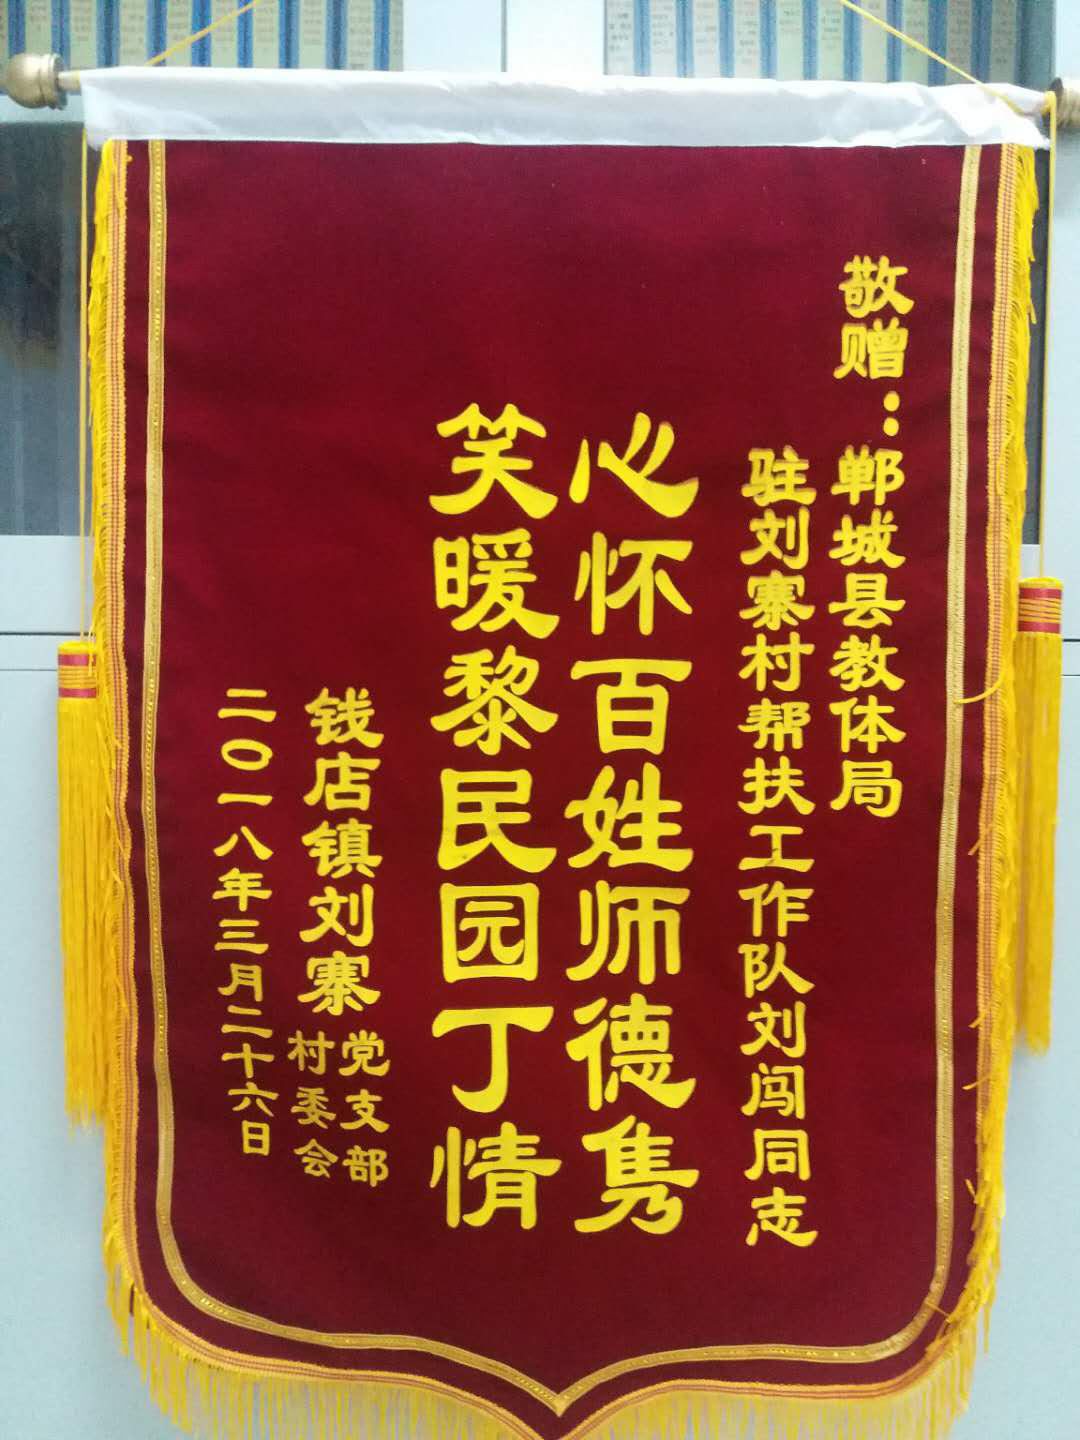 敬赠：郸城县教体局
驻刘寨村帮扶工作队刘闯同志
心怀百姓师德隽
笑暖黎民园丁情
钱店镇刘寨党支部
村委会
二〇一八年三月二十六日